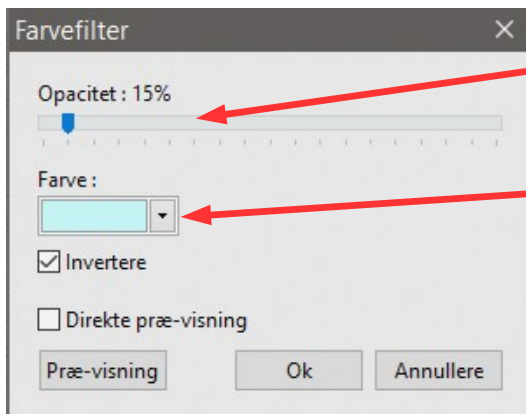 Farvefilter
Opacitet : 15%
Farve :
Invertere
Direkte præ-visning
Præ-visning
Ok
Annullere